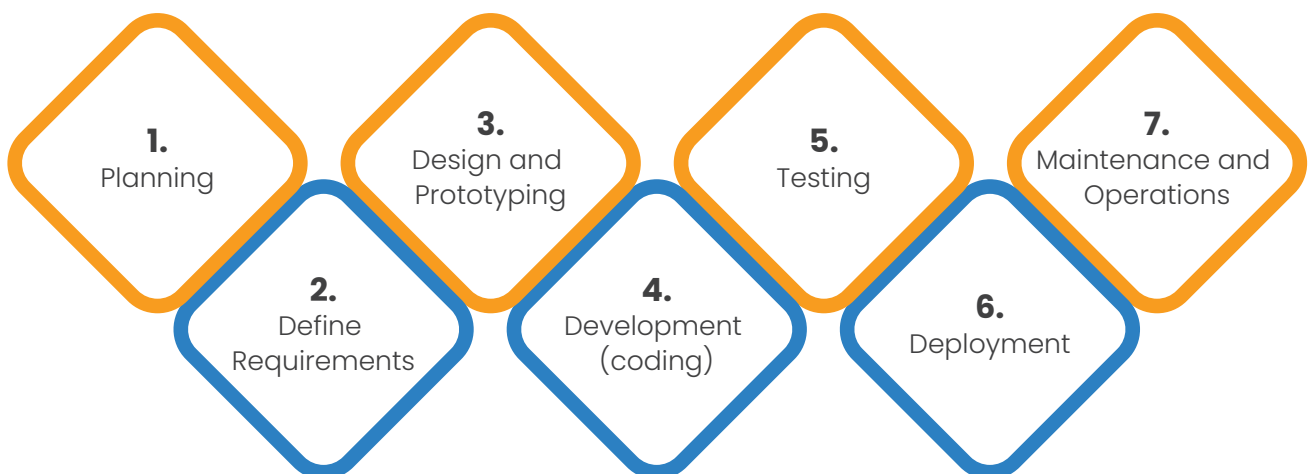 1.
Planning
2.
Define
Requirements
3.
Design and
Prototyping
4.
Development
(coding)
5.
Testing
6.
Deployment
7.
Maintenance and
Operations